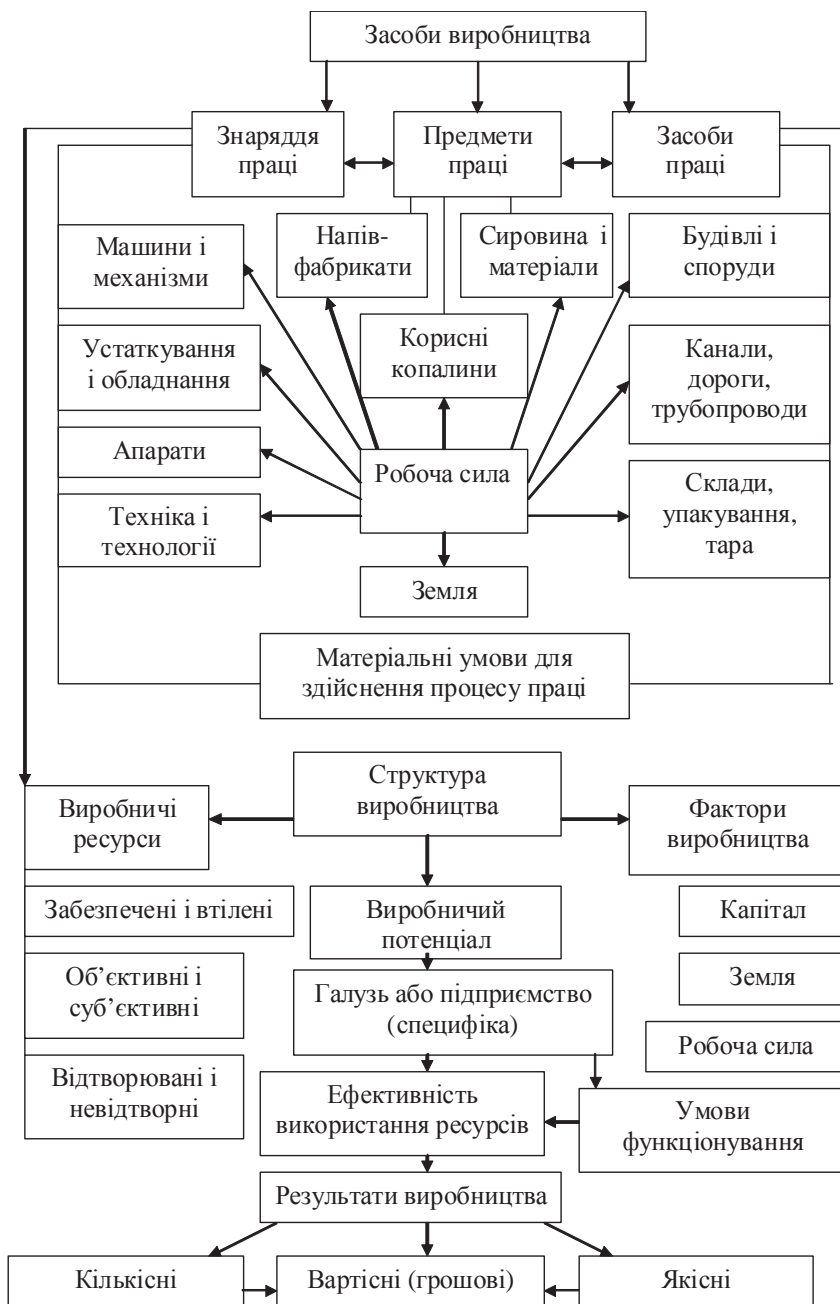 Засоби виробництва
Знаряддя
праці
Предмети
праці
Засоби
праці
Машини і
механізми
Напів-
фабрикати
Сировина і
матеріали
Будівлі і
споруди
Устаткування
і обладнання
Корисні
копалини
Канали,
дороги,
трубопроводи
Апарати
Робоча сила
Техніка і
технології
Склади,
упакування,
тара
Земля
Матеріальні умови для
здійснення процесу праці
Виробничі
ресурси
Структура
виробництва
Фактори
виробництва
Забезпечені і втілені
Виробничий
потенціал
Капітал
Об’єктивні і
суб’єктивні
Галузь або підприємство
(специфіка)
Земля
Робоча сила
Відтворювані і
невідтворні
Ефективність
використання ресурсів
Умови
функціонування
Результати виробництва
Кількісні
Вартісні (грошові)
Якісні